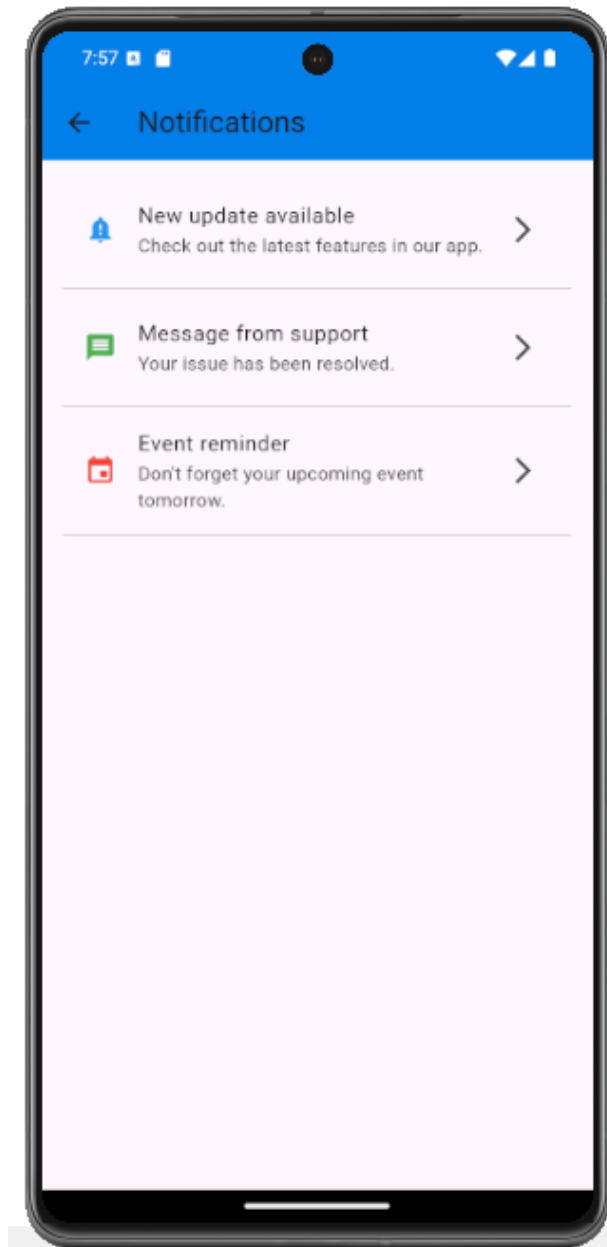 7:57
Notifications
New update available
Check out the latest features in our app.
Message from support
Your issue has been resolved.
Event reminder
Don't forget your upcoming event
tomorrow.